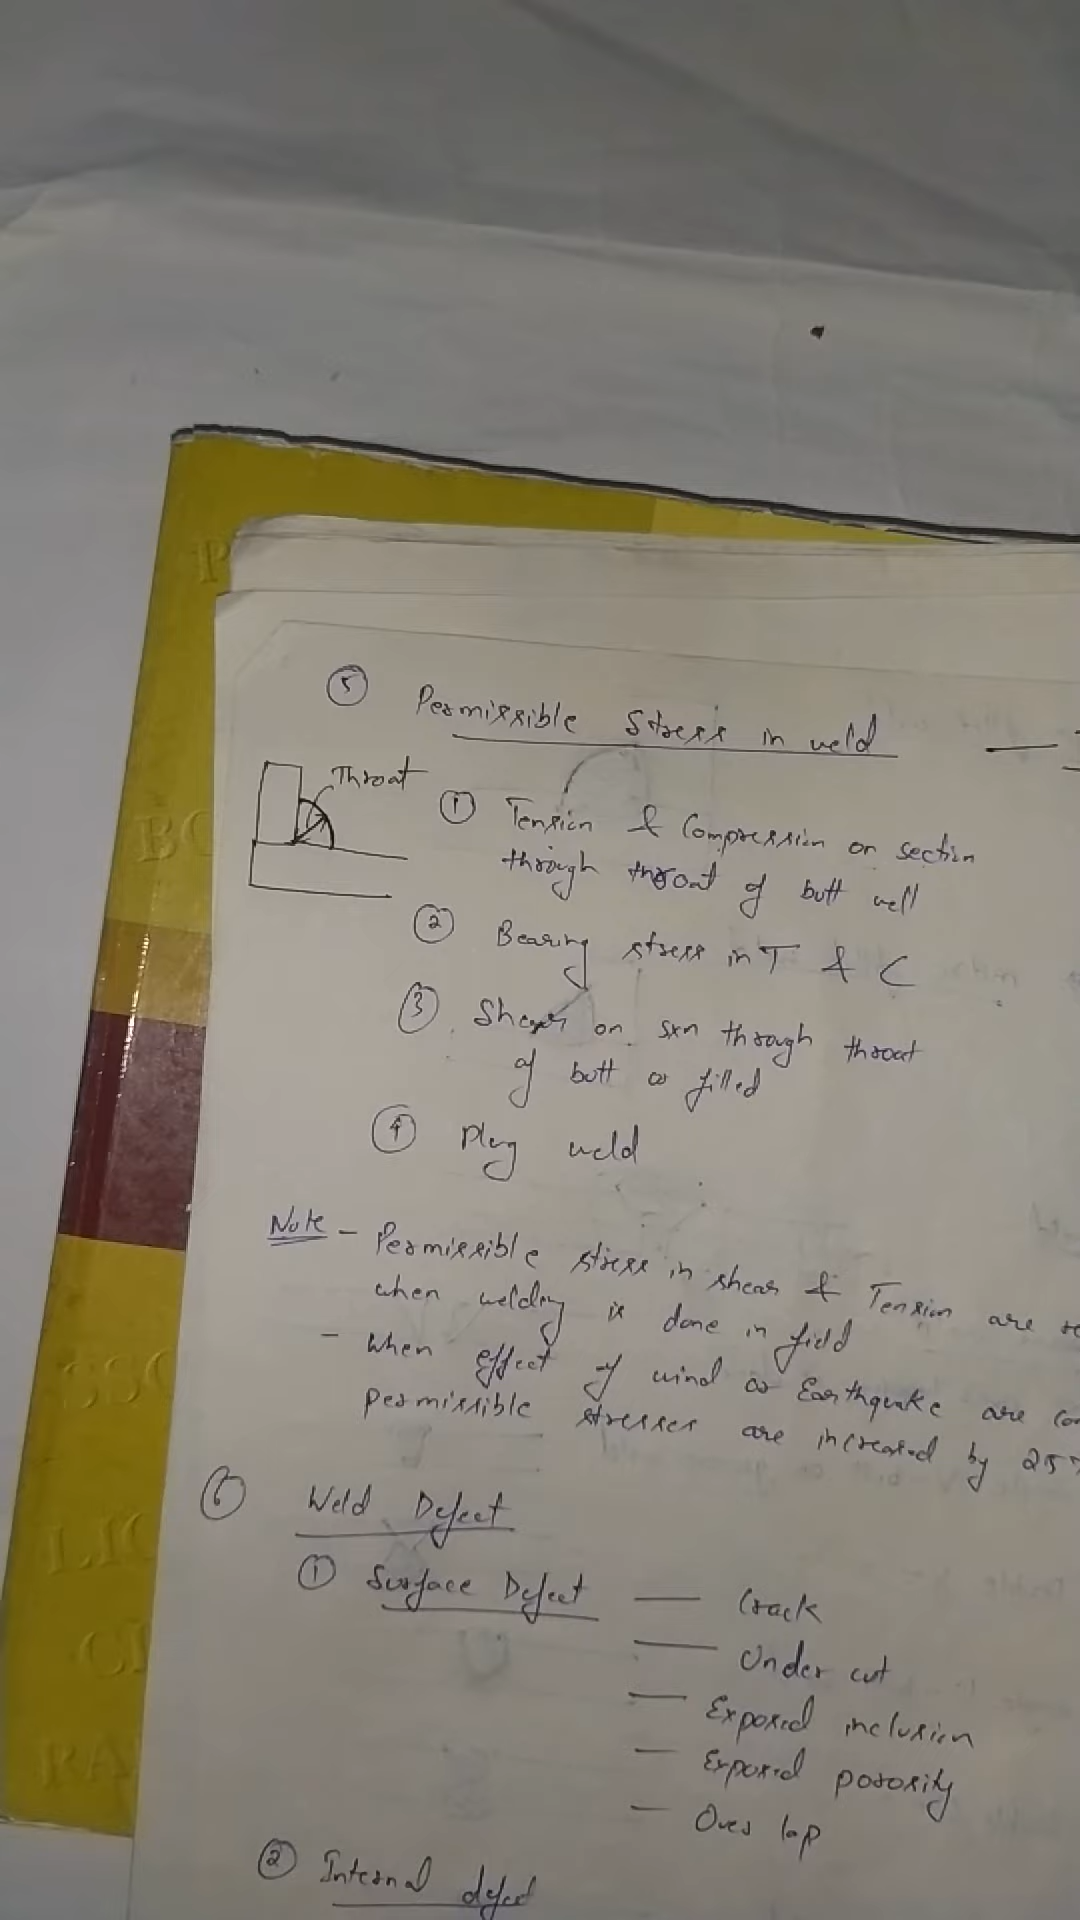 5 Permissible Stress in weld —
Throat
1 Tension & Compression on section
through throat of butt well
2 Bearing stress in T & C
3 Shear on sxn through throat
of butt or filled
4 Plug weld
Note - Permissible stress in shear & Tension are
when welding is done in field
- When effect of wind or Earthquake are
permissible stresses are increased by 25%
6 Weld Defect
1 Surface Defect — Crack
— Under cut
— Exposed inclusion
— Exposed porosity
— Over lap
2 Internal defect